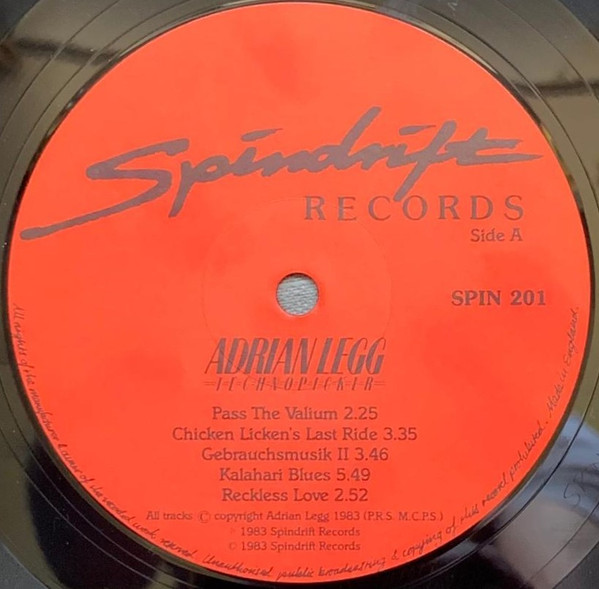 Spindrift
RECORDS
Side A
SPIN 201
ADRIAN LEGG
TECHNOPICKER
Pass The Valium 2.25
Chicken Licken's Last Ride 3.35
Gebrauchsmusik II 3.46
Kalahari Blues 5.49
Reckless Love 2.52
All tracks © copyright Adrian Legg 1983 (P.R.S. M.C.P.S.)
℗ 1983 Spindrift Records
© 1983 Spindrift Records
All rights of the manufacturer & owner of the recorded work reserved. Unauthorised public broadcasting & copying of this record prohibited. Made in England.